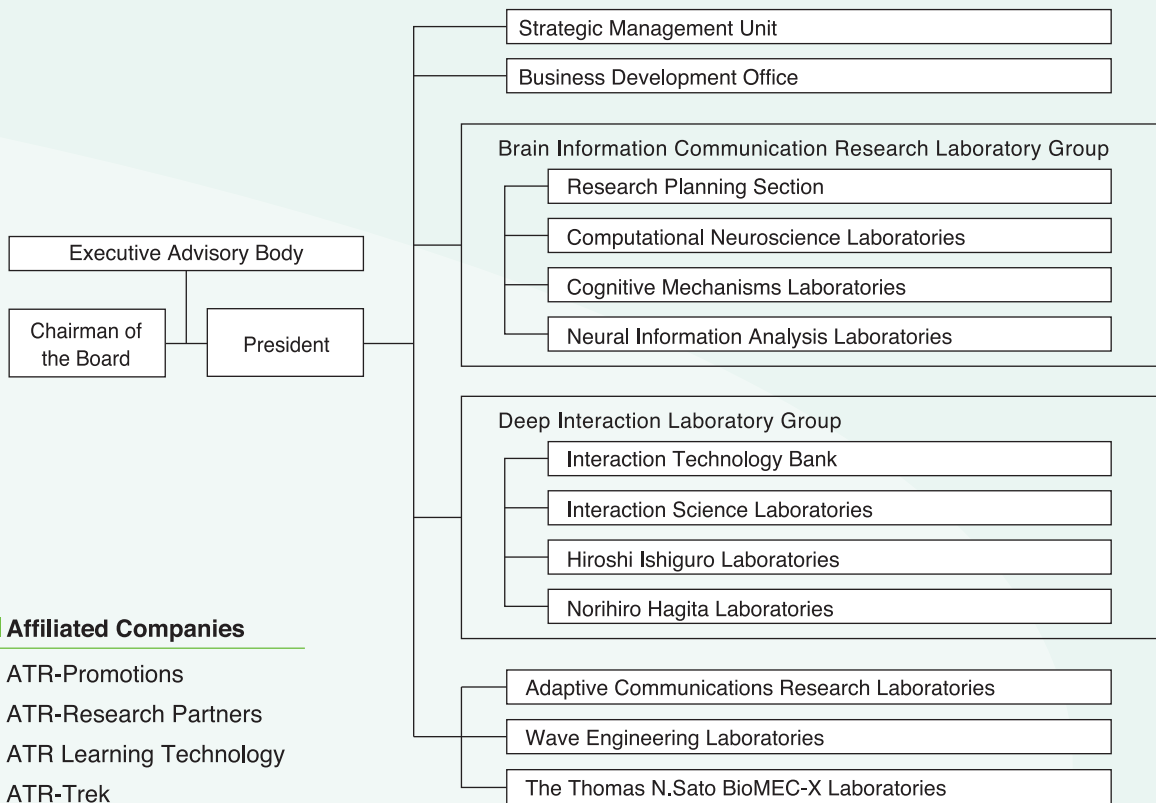 Strategic Management Unit
Business Development Office
Brain Information Communication Research Laboratory Group
Research Planning Section
Computational Neuroscience Laboratories
Cognitive Mechanisms Laboratories
Neural Information Analysis Laboratories
Executive Advisory Body
Chairman of
the Board
President
Deep Interaction Laboratory Group
Interaction Technology Bank
Interaction Science Laboratories
Hiroshi Ishiguro Laboratories
Norihiro Hagita Laboratories
Adaptive Communications Research Laboratories
Wave Engineering Laboratories
The Thomas N.Sato BioMEC-X Laboratories
Affiliated Companies
ATR-Promotions
ATR-Research Partners
ATR Learning Technology
ATR-Trek